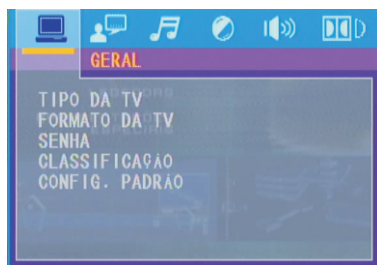 GERAL
TIPO DA TV
FORMATO DA TV
SENHA
CLASSIFICAÇÃO
CONFIG. PADRÃO